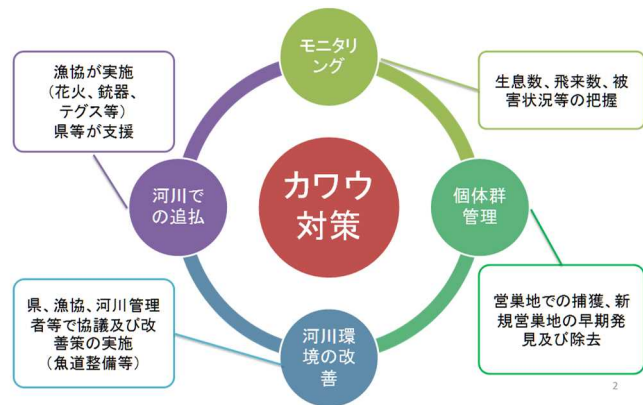 モニタリ
ング
生息数、飛来数、被
害状況等の把握
漁協が実施
(花火、銃器、
テグス等)
県等が支援
河川で
の追払
カワウ
対策
個体群
管理
県、漁協、河川管理
者等で協議及び改
善策の実施
(魚道整備等)
河川環
境の改
善
営巣地での捕獲、新
規営巣地の早期発
見及び除去
2